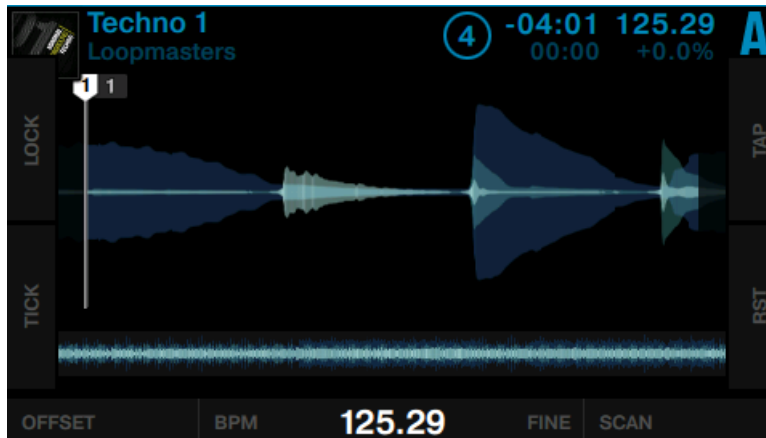 Techno 1
Loopmasters
4
-04:01 125.29
00:00 +0.0%
A
1 1
LOCK
TAP
TICK
RST
OFFSET BPM 125.29 FINE SCAN